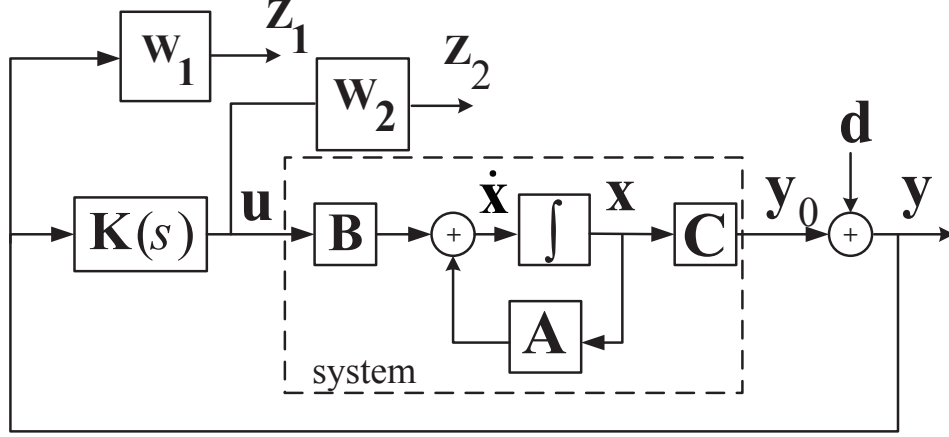 W₁
z₁
W₂
z₂
d
K(s)
u
B
+
ẋ
∫
x
C
y₀
+
y
A
system